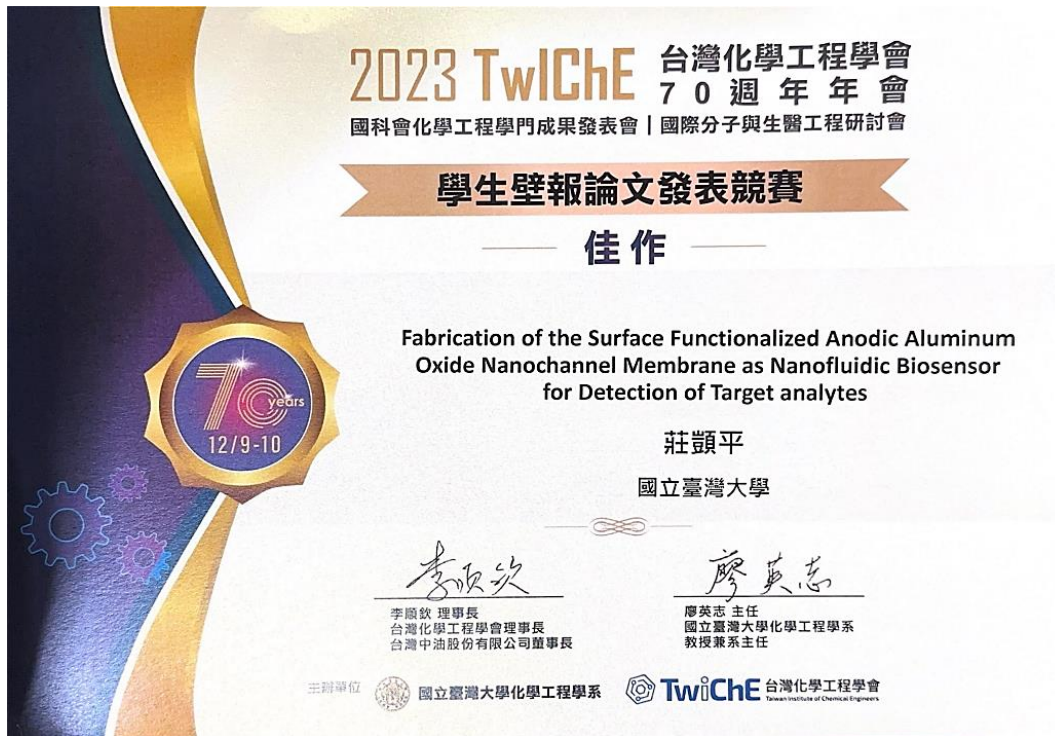 2023 TwIChE 台灣化學工程學會
70週年年會
國科會化學工程學門成果發表會|國際分子與生醫工程研討會
學生壁報論文發表競賽
佳作
Fabrication of the Surface Functionalized Anodic Aluminum
Oxide Nanochannel Membrane as Nanofluidic Biosensor
for Detection of Target analytes
莊顗平
國立臺灣大學
70 years
12/9-10
李順欽
廖英志
李順欽 理事長
台灣化學工程學會理事長
台灣中油股份有限公司董事長
廖英志 主任
國立臺灣大學化學工程學系
教授兼系主任
主辦單位 國立臺灣大學化學工程學系 TwiChE 台灣化學工程學會
Taiwan Institute of Chemical Engineers